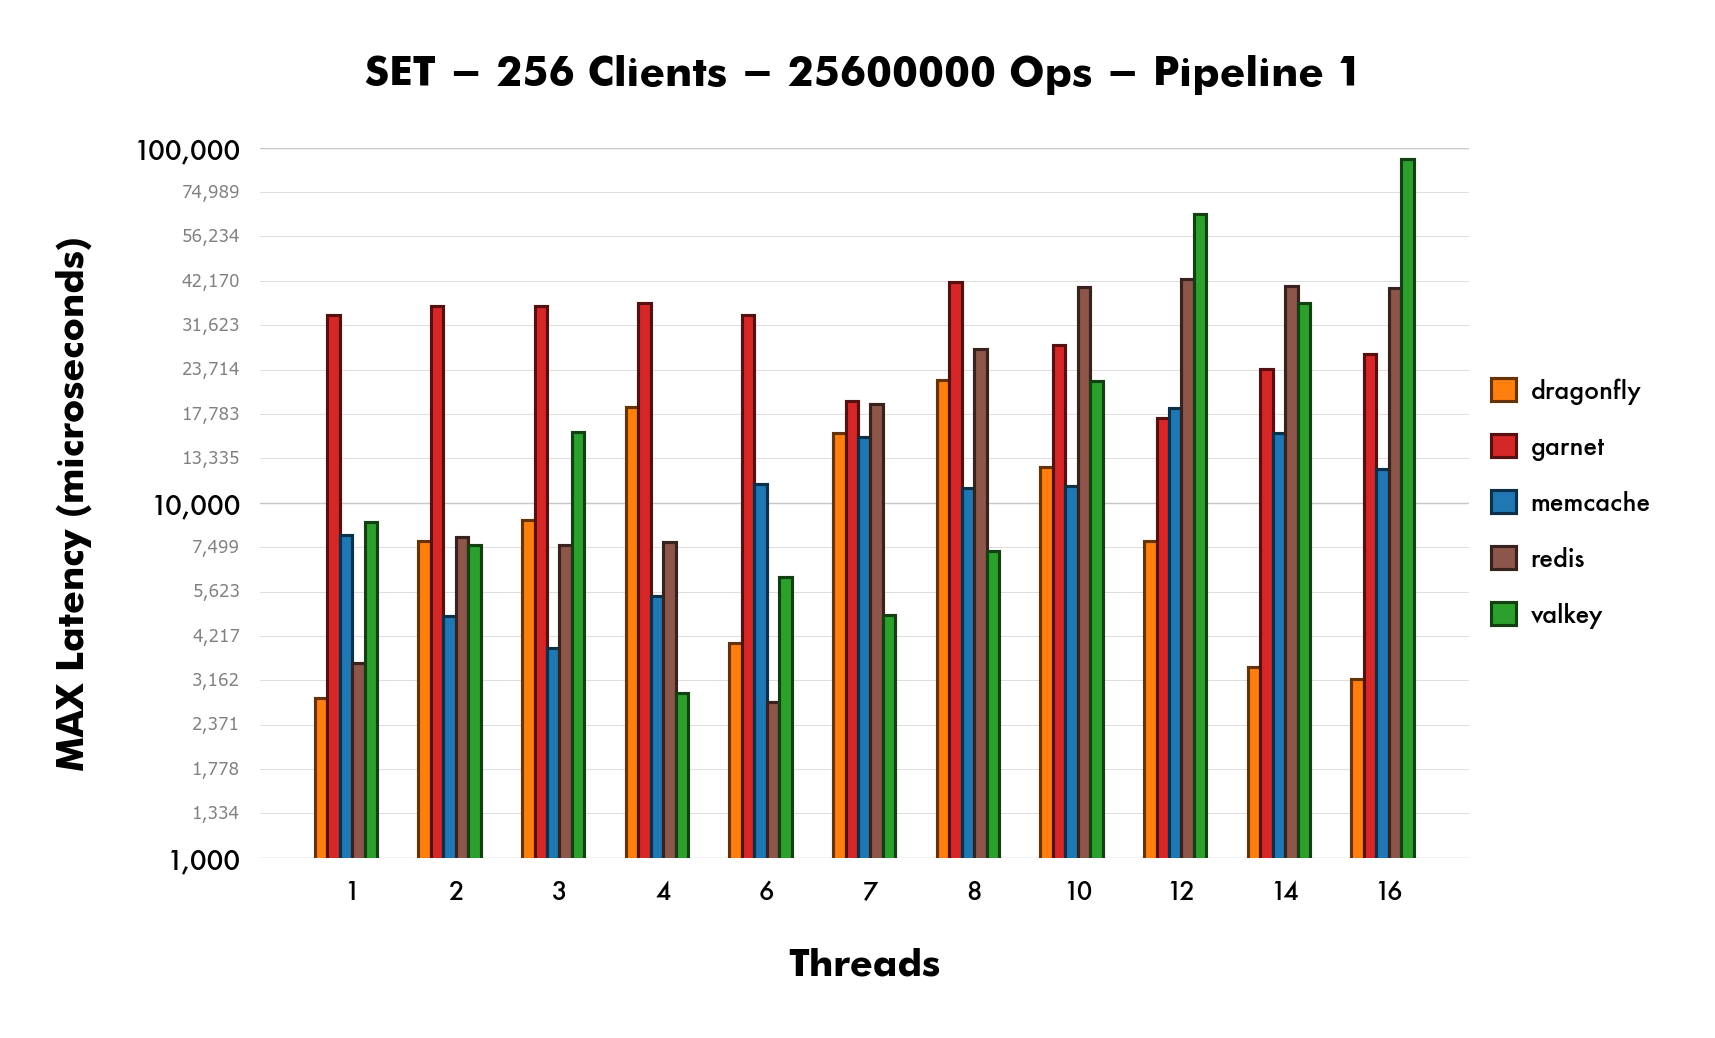 SET – 256 Clients – 25600000 Ops – Pipeline 1
MAX Latency (microseconds)
100,000
74,989
56,234
42,170
31,623
23,714
17,783
13,335
10,000
7,499
5,623
4,217
3,162
2,371
1,778
1,334
1,000
1 2 3 4 6 7 8 10 12 14 16
Threads
dragonfly
garnet
memcache
redis
valkey